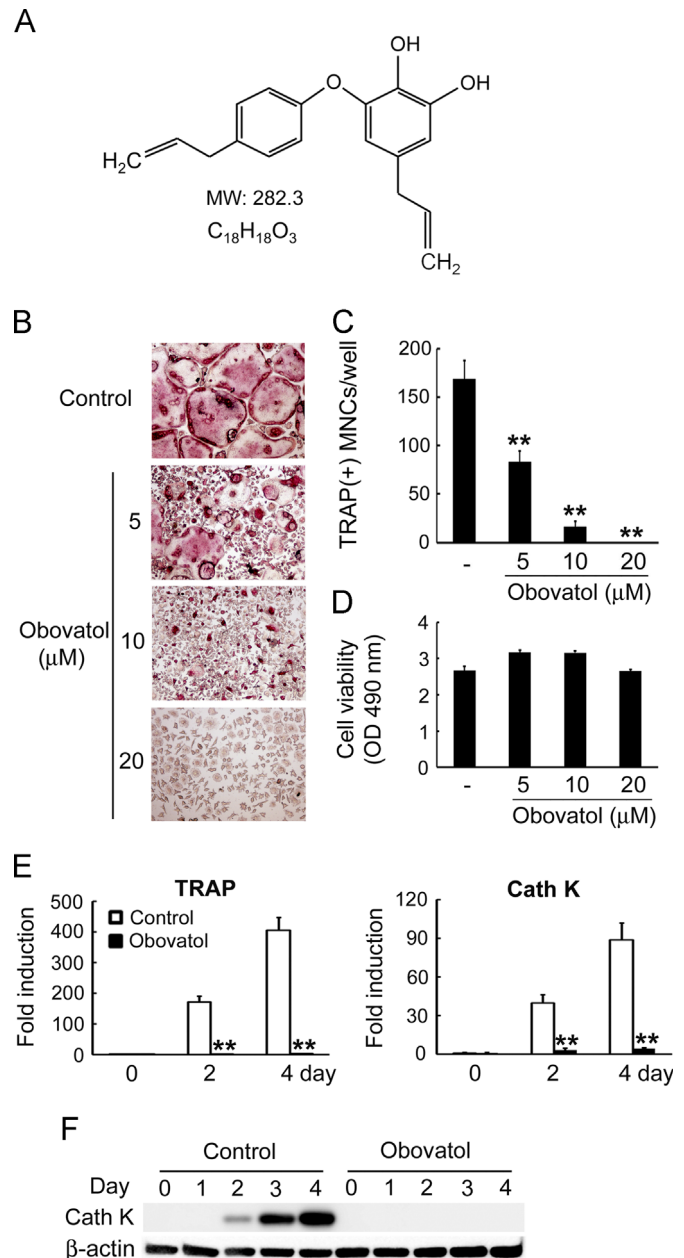 A
OH
OH
O
H₂C
MW: 282.3
C₁₈H₁₈O₃
CH₂
B
Control
5
Obovatol
(μM)
10
20
C
TRAP(+) MNCs/well
200
150
100
50
0
**
**
**
- 5 10 20
Obovatol (μM)
D
Cell viability
(OD 490 nm)
4
3
2
1
0
- 5 10 20
Obovatol (μM)
E
TRAP
Fold induction
500
400
300
200
100
0
Control
Obovatol
**
**
0 2 4 day
Cath K
Fold induction
120
90
60
30
0
**
**
0 2 4 day
F
Control Obovatol
Day 0 1 2 3 4 0 1 2 3 4
Cath K
β-actin